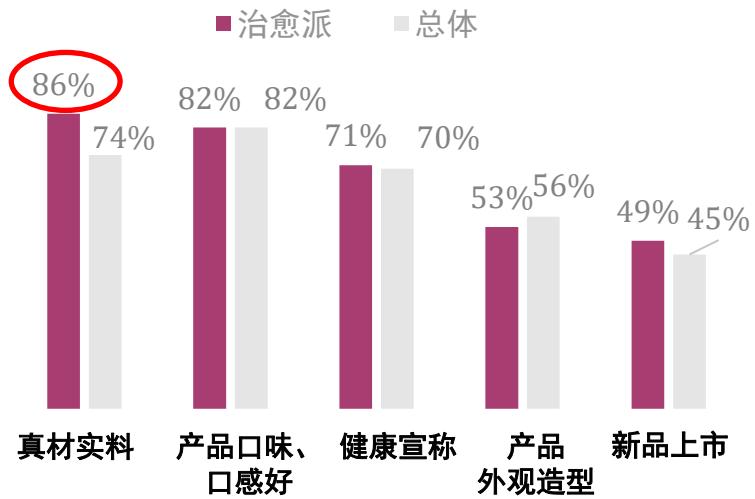 治愈派 总体
86%
74%
82% 82%
71% 70%
53% 56%
49% 45%
真材实料
产品口味、
口感好
健康宣称
产品
外观造型
新品上市